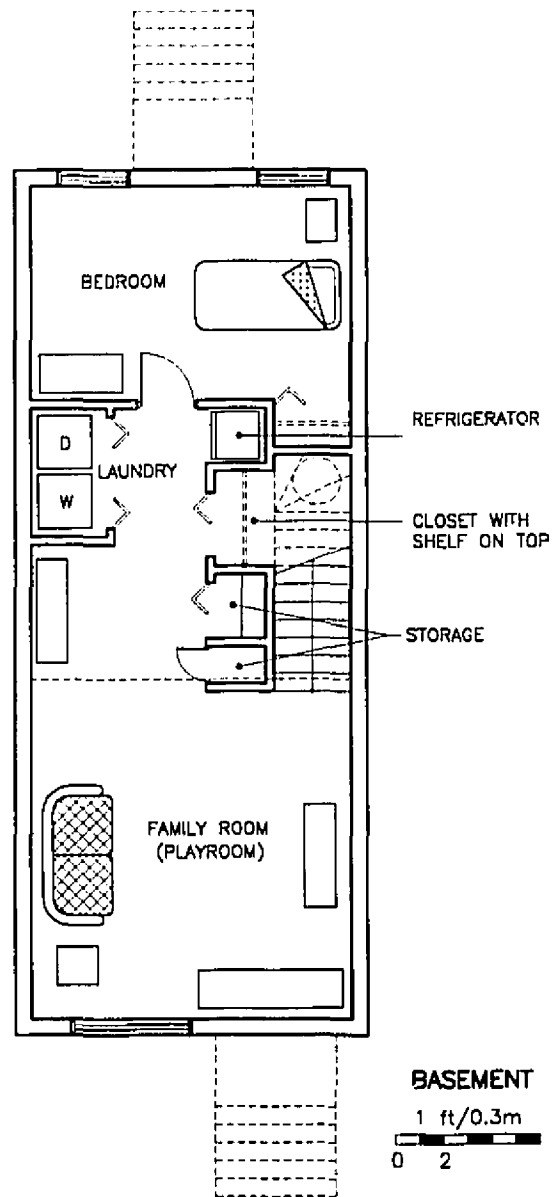 BEDROOM
REFRIGERATOR
D
LAUNDRY
W
CLOSET WITH
SHELF ON TOP
STORAGE
FAMILY ROOM
(PLAYROOM)
BASEMENT
1 ft/0.3m
0 2